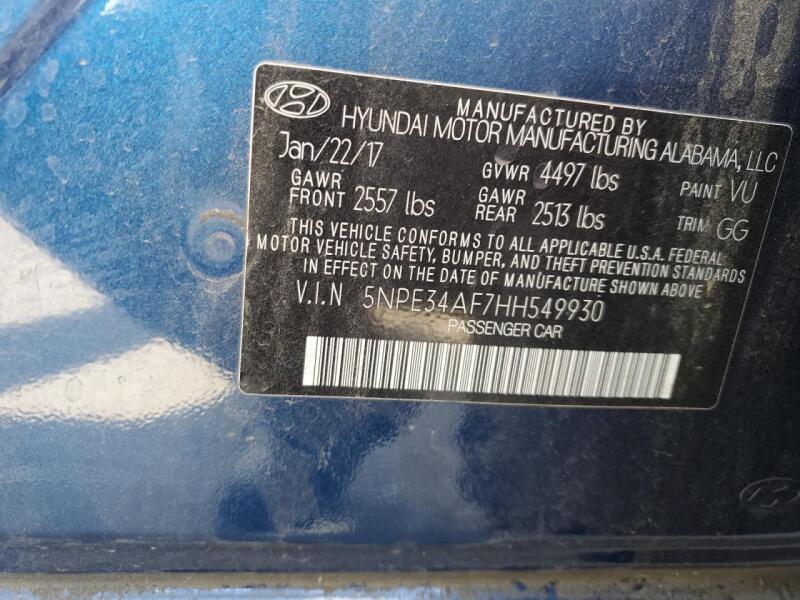 MANUFACTURED BY
HYUNDAI MOTOR MANUFACTURING ALABAMA, LLC
Jan/22/17 GVWR 4497 lbs PAINT VU
GAWR FRONT 2557 lbs GAWR REAR 2513 lbs TRIM GG
THIS VEHICLE CONFORMS TO ALL APPLICABLE U.S.A. FEDERAL
MOTOR VEHICLE SAFETY, BUMPER, AND THEFT PREVENTION STANDARDS
IN EFFECT ON THE DATE OF MANUFACTURE SHOWN ABOVE
V.I.N 5NPE34AF7HH549930
PASSENGER CAR